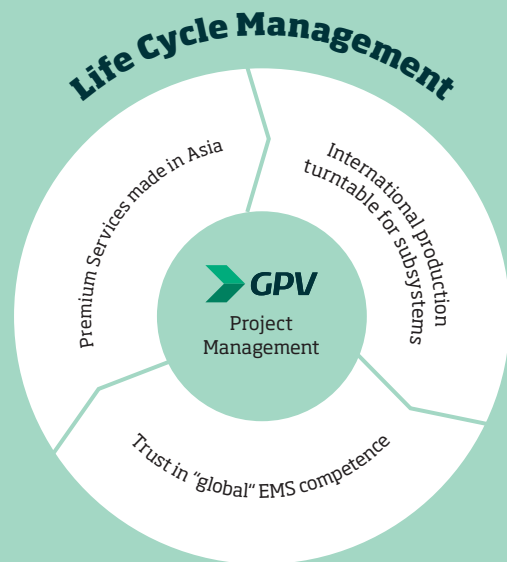 Life Cycle Management
Premium Services made in Asia
International production
turntable for subsystems
GPV
Project
Management
Trust in “global“ EMS competence